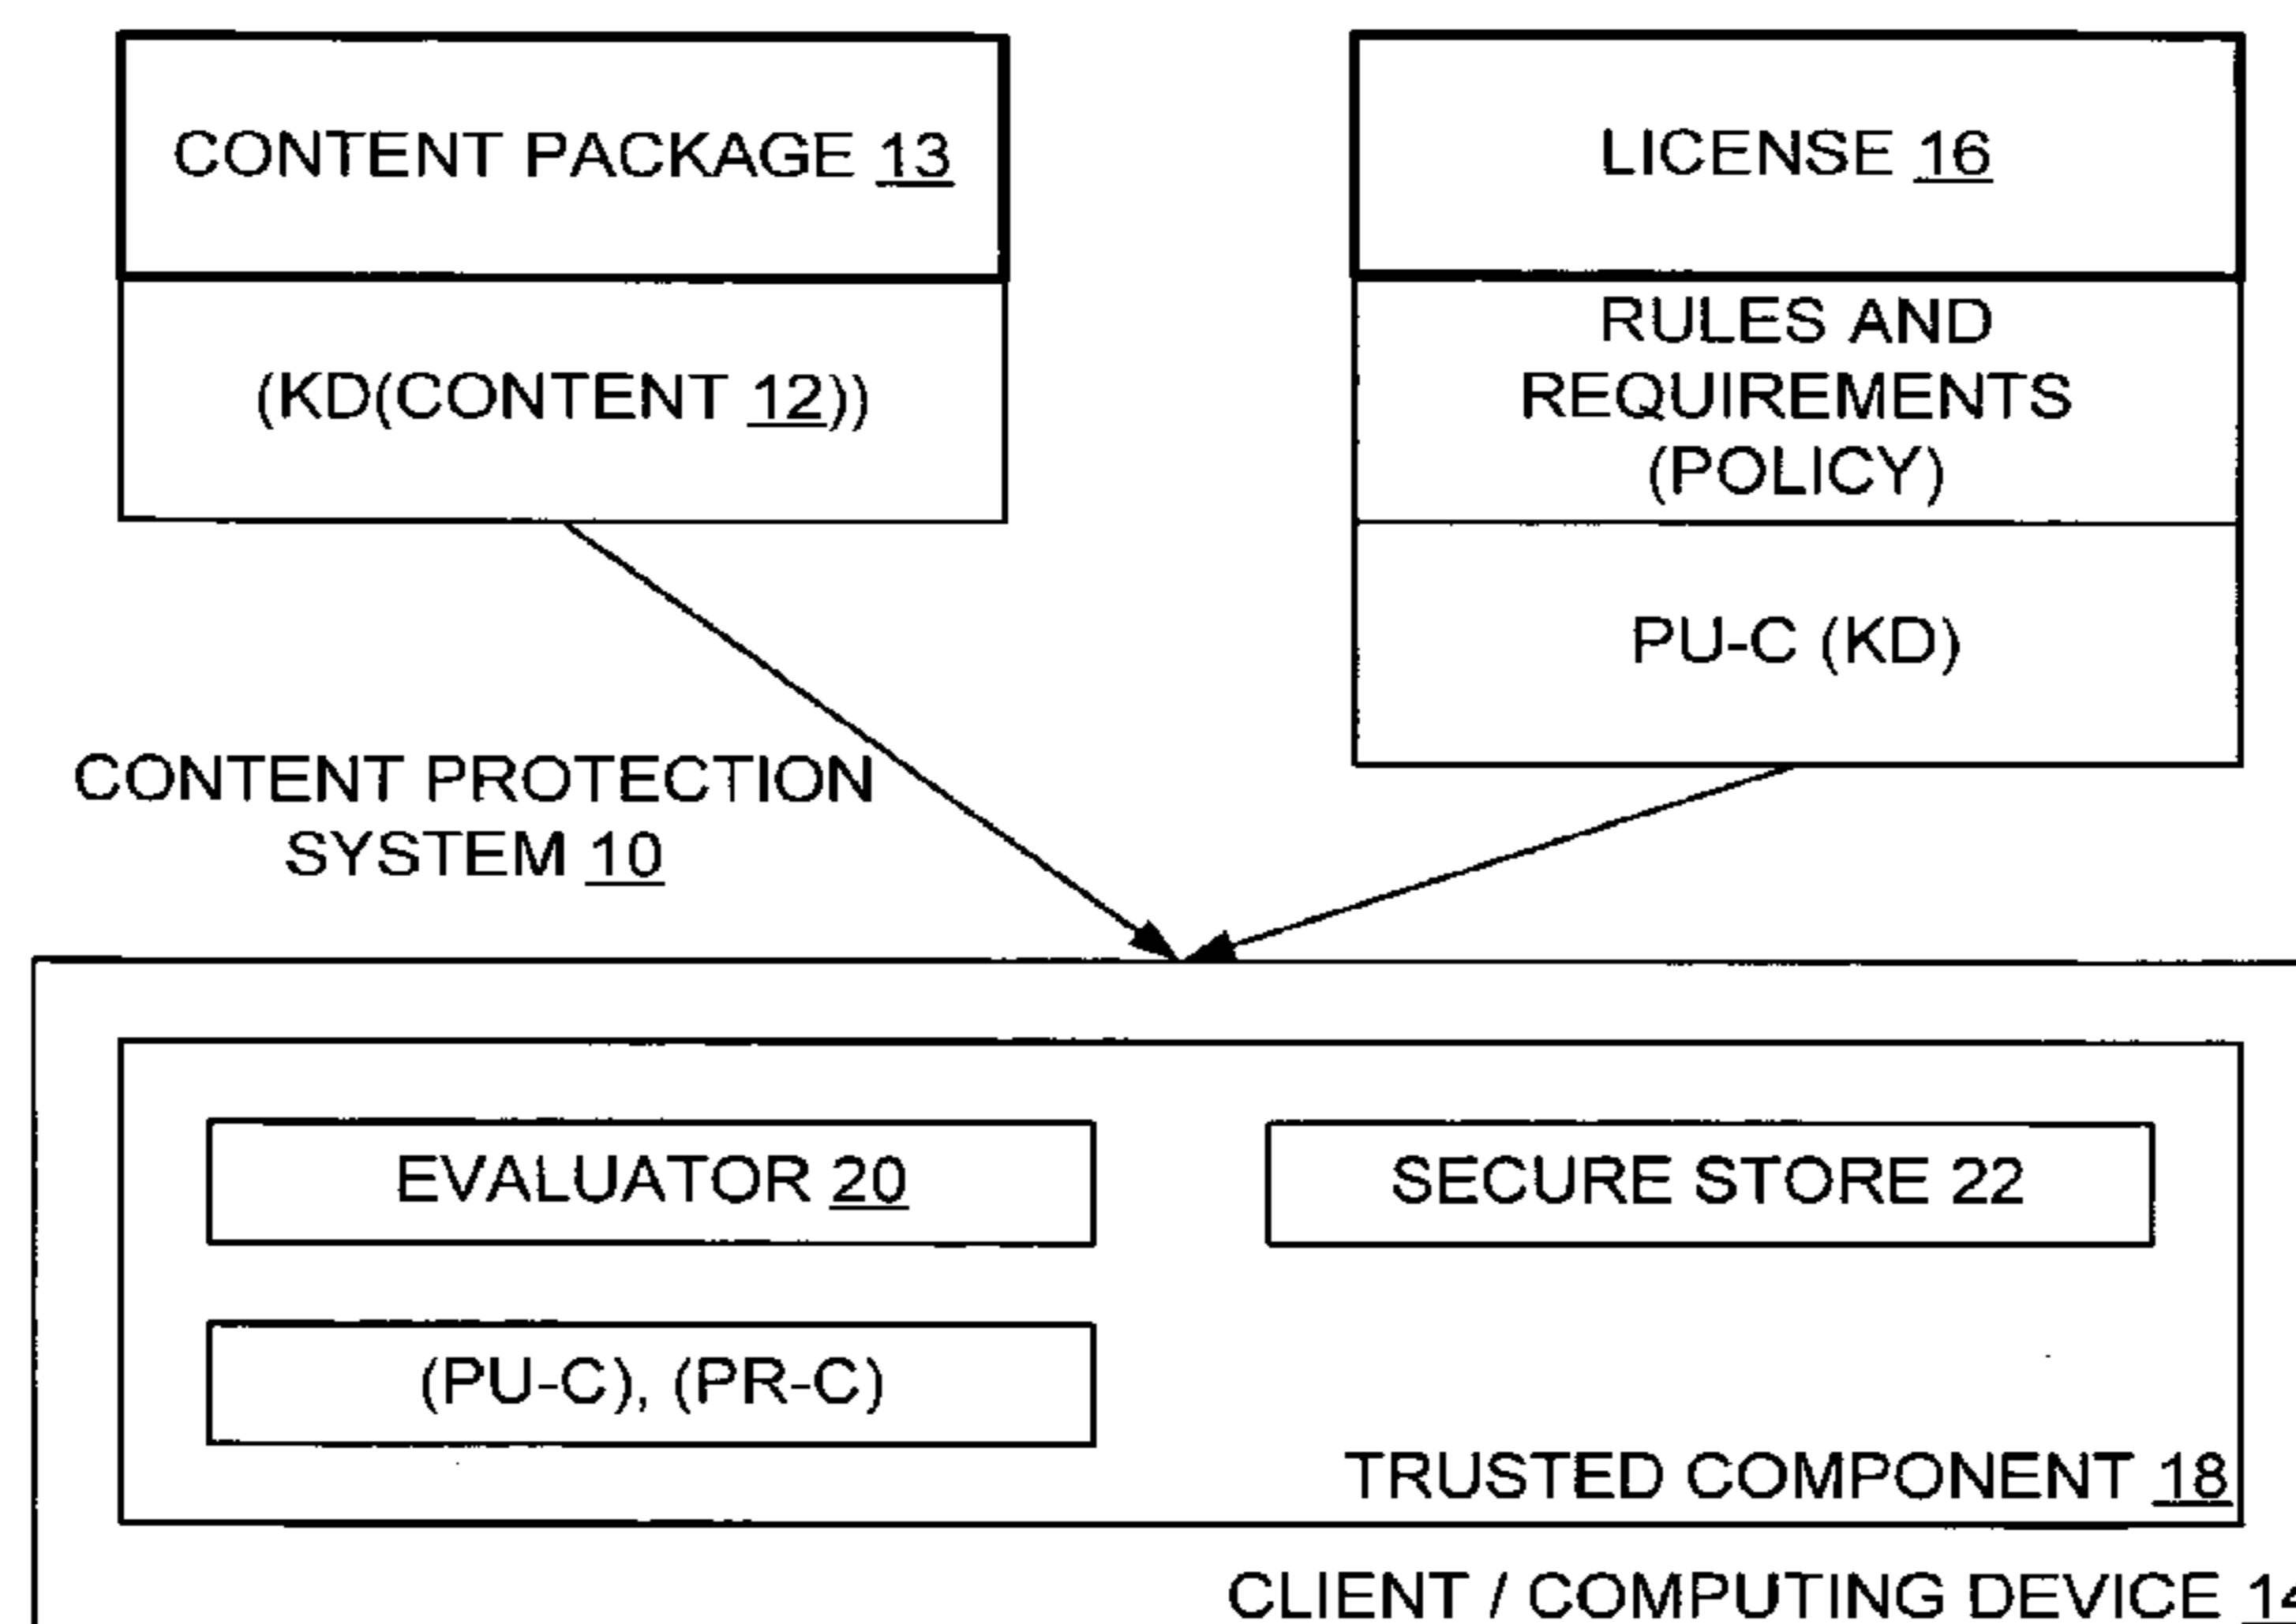 CONTENT PACKAGE 13
(KD(CONTENT 12))
LICENSE 16
RULES AND
REQUIREMENTS
(POLICY)
PU-C (KD)
CONTENT PROTECTION
SYSTEM 10
EVALUATOR 20
SECURE STORE 22
(PU-C), (PR-C)
TRUSTED COMPONENT 18
CLIENT / COMPUTING DEVICE 14